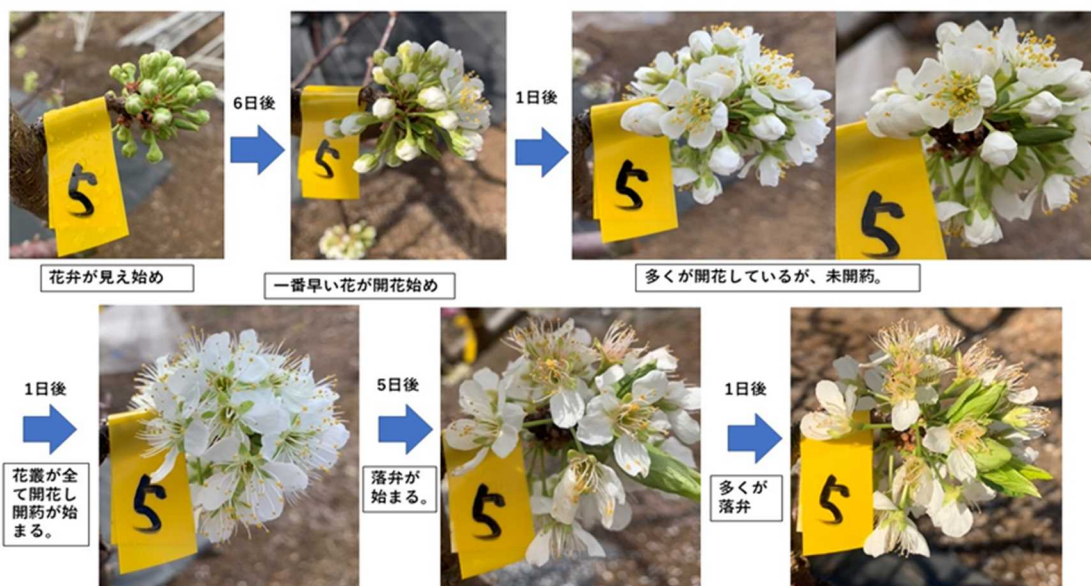 6日後
1日後
5
5
5
5
花弁が見え始め
一番早い花が開花始め
多くが開花しているが、未開葯。
1日後
5日後
1日後
花叢が全
て開花し
開葯が始
まる。
落弁が
始まる。
多くが
落弁
5
5
5